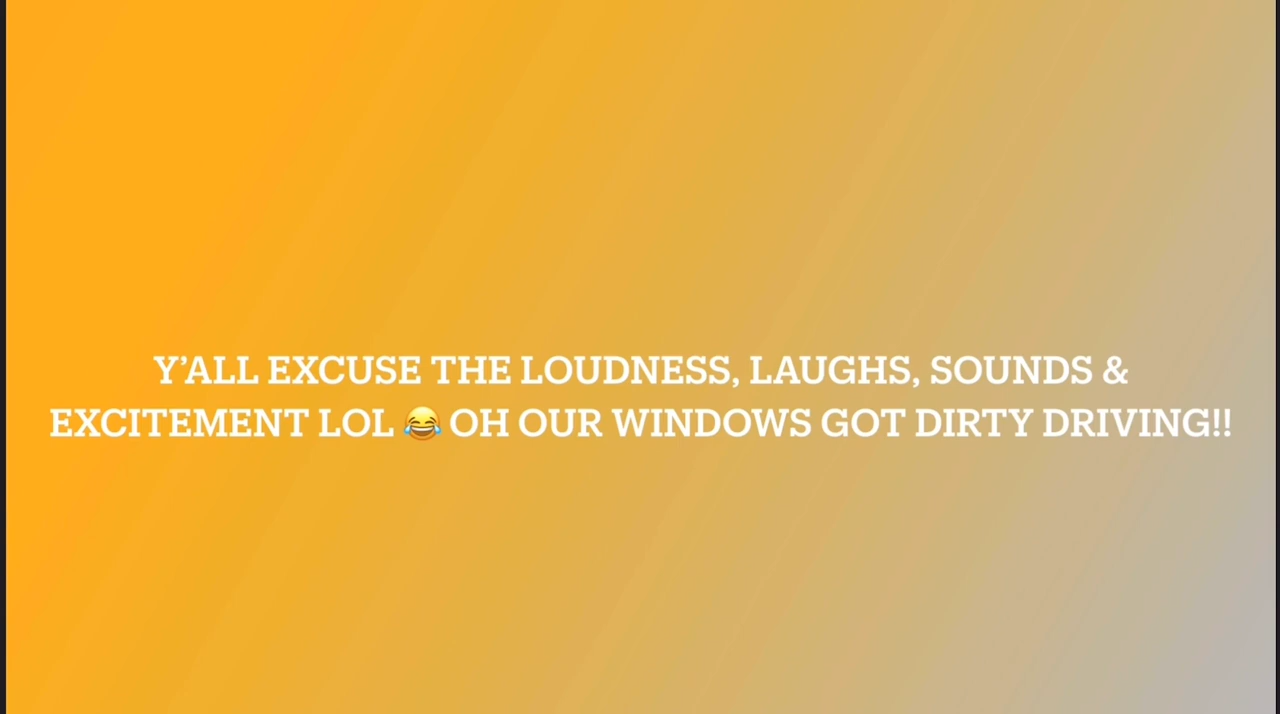 Y’ALL EXCUSE THE LOUDNESS, LAUGHS, SOUNDS &
EXCITEMENT LOL 😂 OH OUR WINDOWS GOT DIRTY DRIVING!!